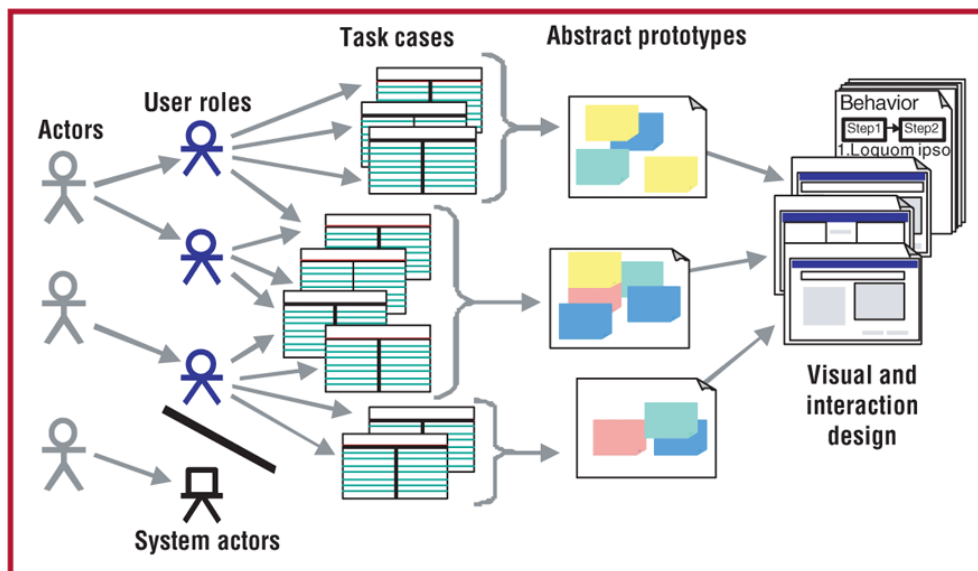 Task cases
Abstract prototypes
User roles
Actors
Behavior
Step1
Step2
1.Loquom ipso
Visual and
interaction
design
System actors